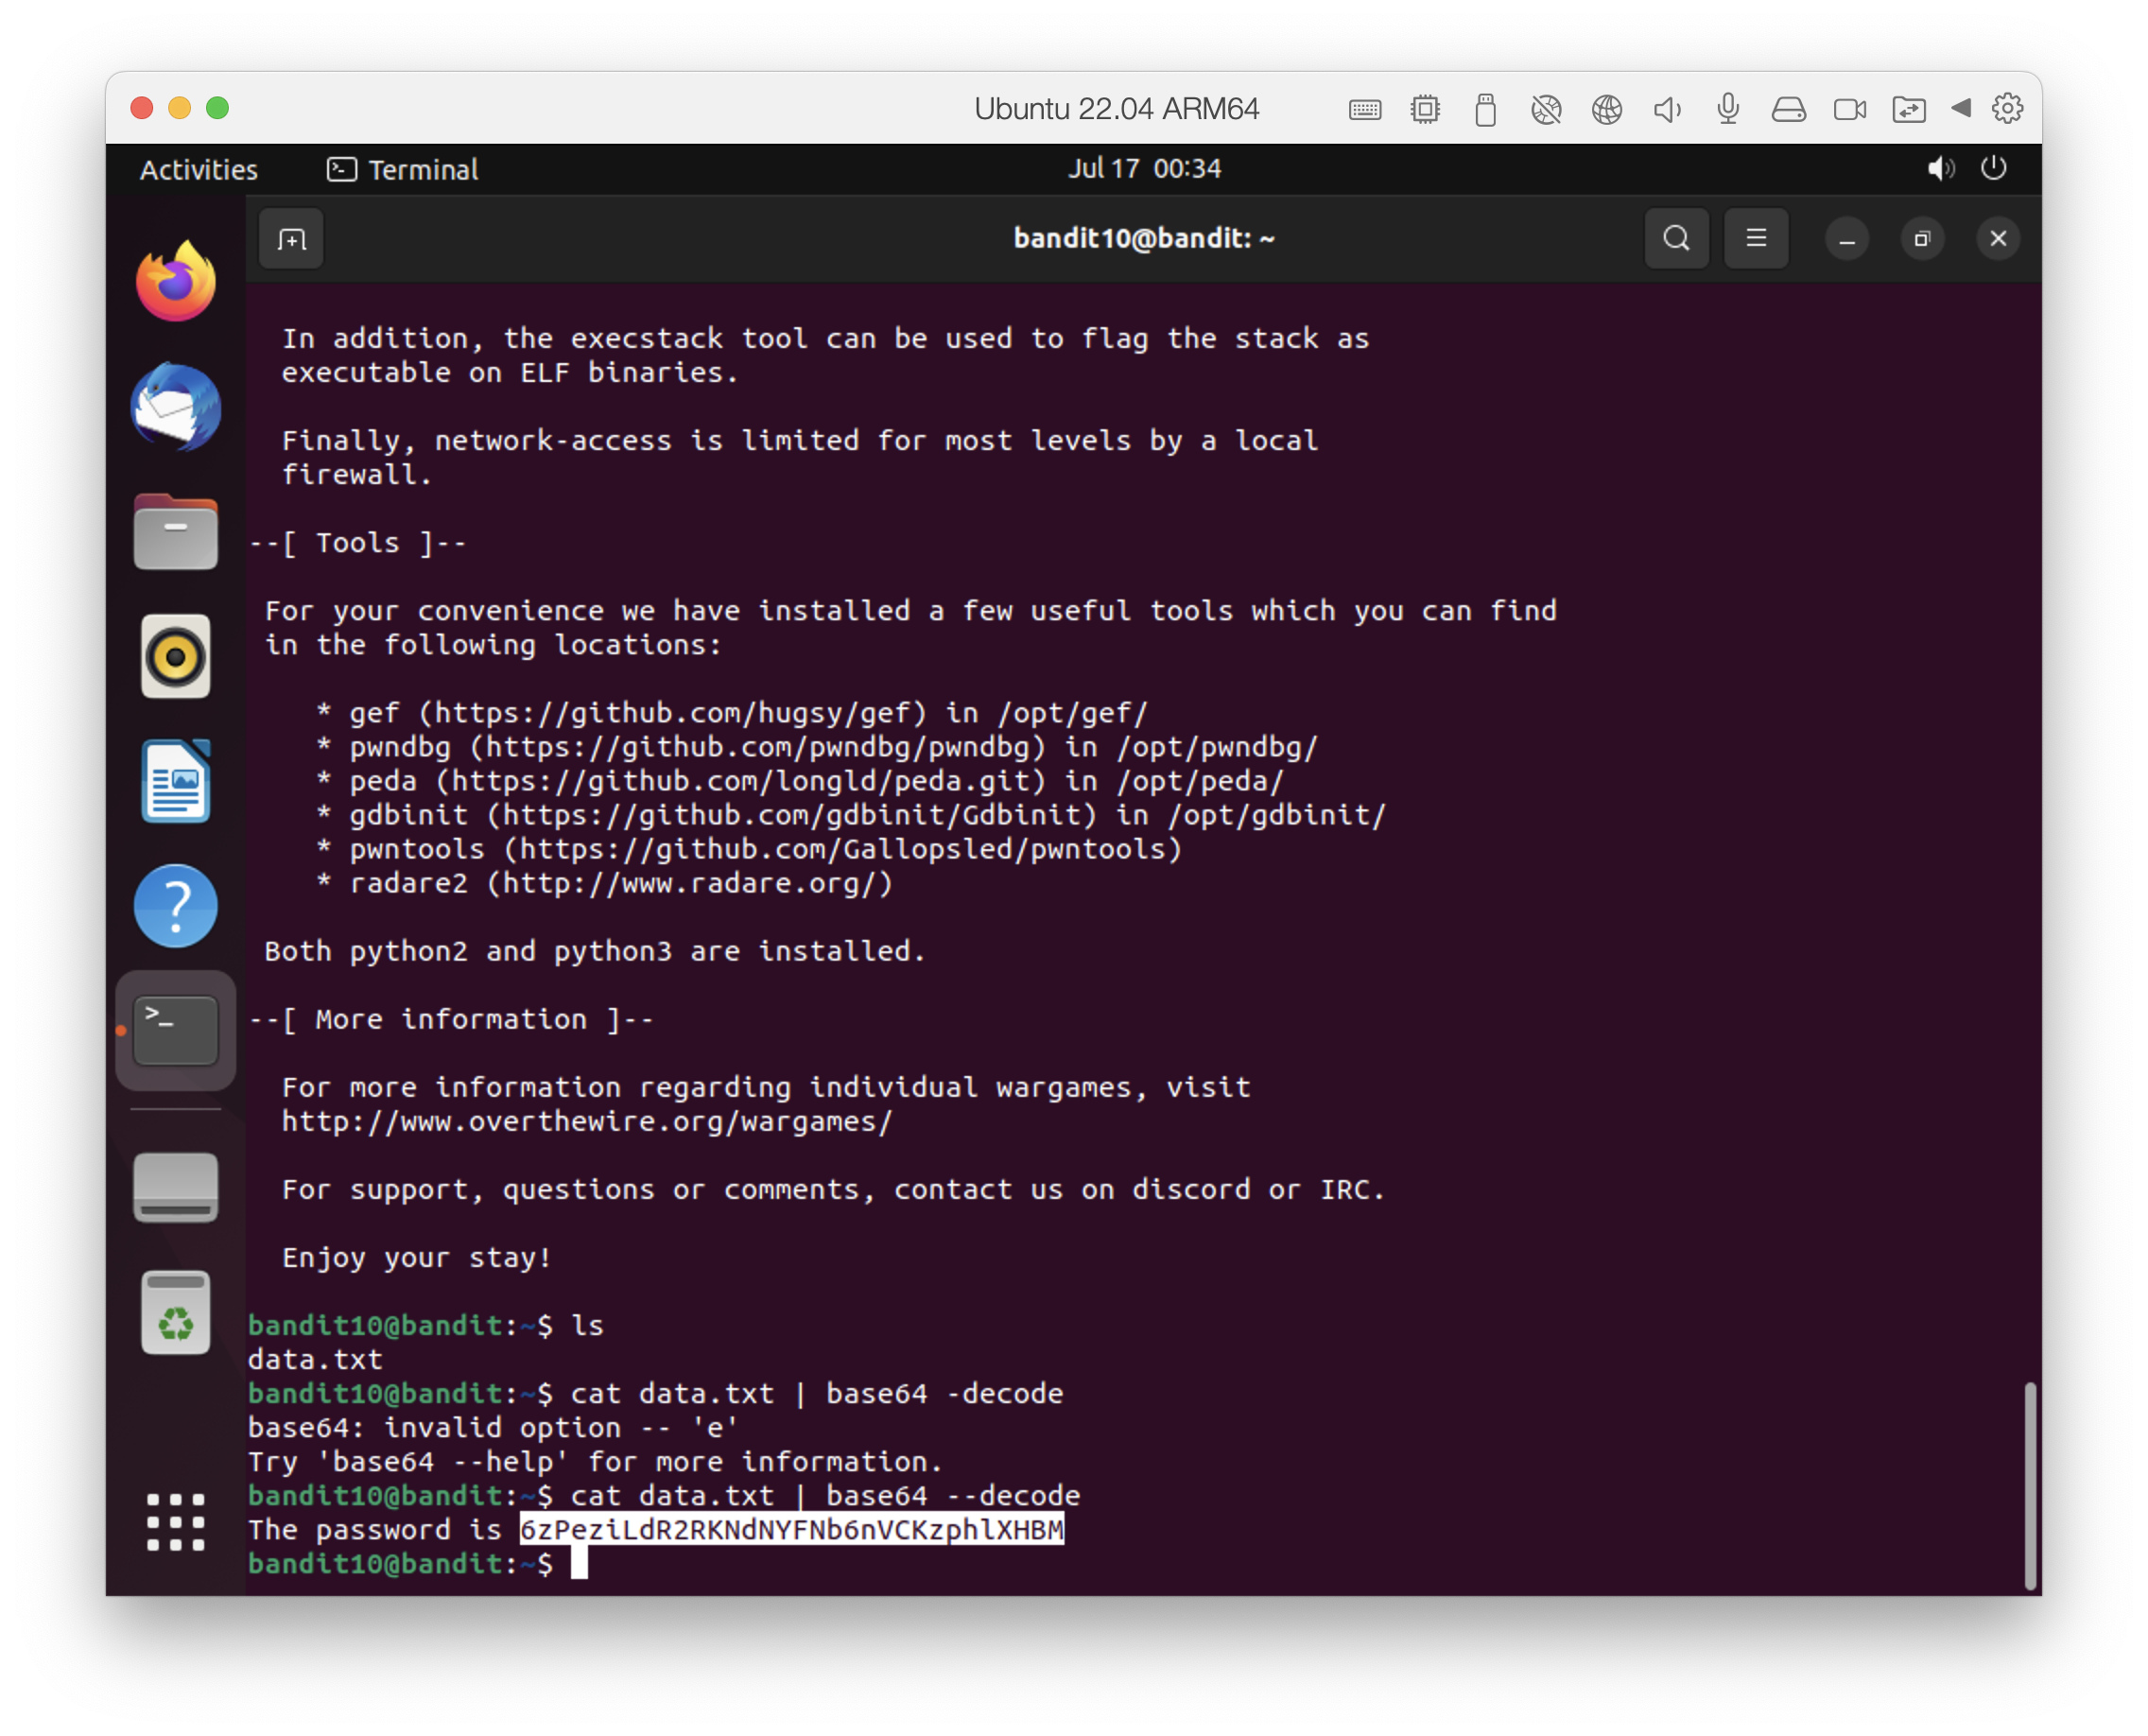 Ubuntu 22.04 ARM64
Activities Terminal Jul 17 00:34
bandit10@bandit: ~
In addition, the execstack tool can be used to flag the stack as
executable on ELF binaries.
Finally, network-access is limited for most levels by a local
firewall.
--[ Tools ]--
For your convenience we have installed a few useful tools which you can find
in the following locations:
* gef (https://github.com/hugsy/gef) in /opt/gef/
* pwndbg (https://github.com/pwndbg/pwndbg) in /opt/pwndbg/
* peda (https://github.com/longld/peda.git) in /opt/peda/
* gdbinit (https://github.com/gdbinit/Gdbinit) in /opt/gdbinit/
* pwntools (https://github.com/Gallopsled/pwntools)
* radare2 (http://www.radare.org/)
Both python2 and python3 are installed.
--[ More information ]--
For more information regarding individual wargames, visit
http://www.overthewire.org/wargames/
For support, questions or comments, contact us on discord or IRC.
Enjoy your stay!
bandit10@bandit:~$ ls
data.txt
bandit10@bandit:~$ cat data.txt | base64 -decode
base64: invalid option -- 'e'
Try 'base64 --help' for more information.
bandit10@bandit:~$ cat data.txt | base64 --decode
The password is 6zPeziLdR2RKNdNYFNb6nVCKzphlXHBM
bandit10@bandit:~$